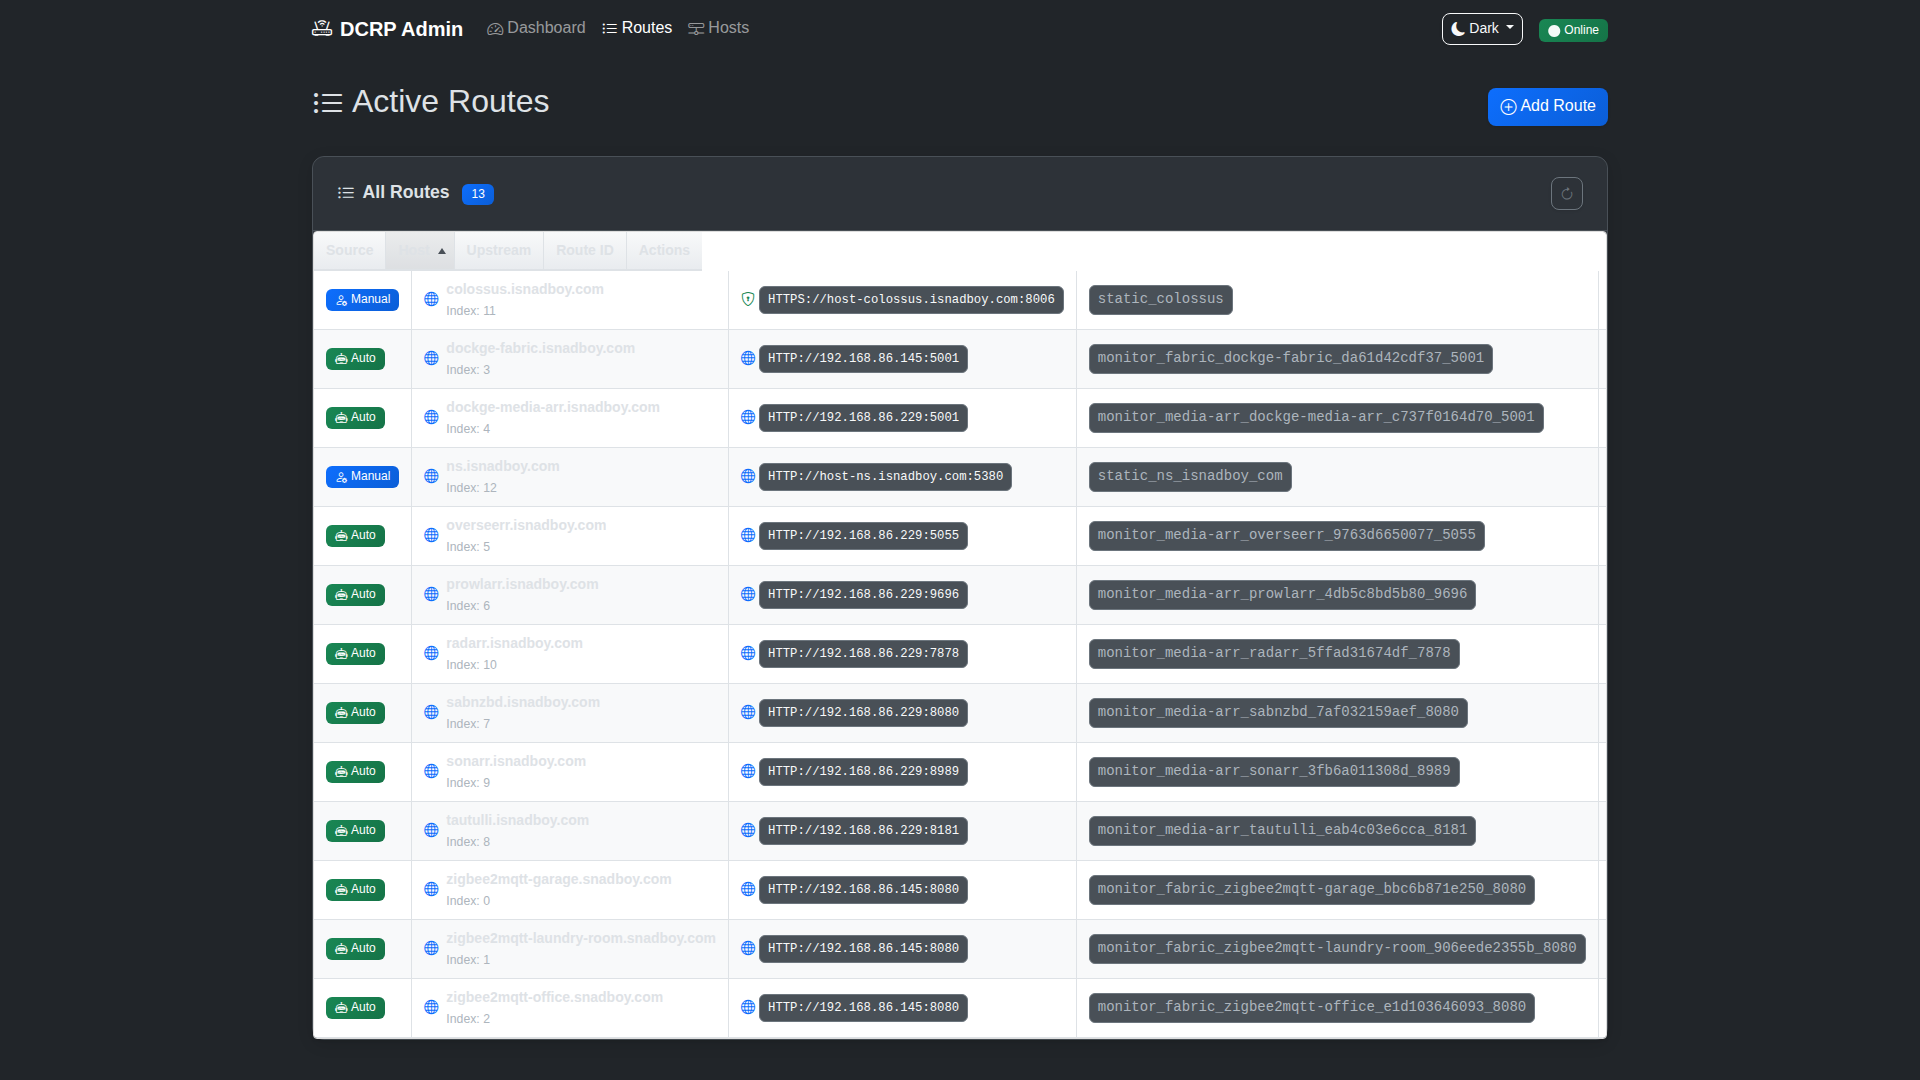 DCRP Admin Dashboard Routes Hosts Dark Online
Active Routes Add Route
All Routes 13
Source Host Upstream Route ID Actions
Manual colossus.isnadboy.com HTTPS://host-colossus.isnadboy.com:8006 static_colossus
Index: 11
Auto dockge-fabric.isnadboy.com HTTP://192.168.86.145:5001 monitor_fabric_dockge-fabric_da61d42cdf37_5001
Index: 3
Auto dockge-media-arr.isnadboy.com HTTP://192.168.86.229:5001 monitor_media-arr_dockge-media-arr_c737f0164d70_5001
Index: 4
Manual ns.isnadboy.com HTTP://host-ns.isnadboy.com:5380 static_ns_isnadboy_com
Index: 12
Auto overseerr.isnadboy.com HTTP://192.168.86.229:5055 monitor_media-arr_overseerr_9763d6650077_5055
Index: 5
Auto prowlarr.isnadboy.com HTTP://192.168.86.229:9696 monitor_media-arr_prowlarr_4db5c8bd5b80_9696
Index: 6
Auto radarr.isnadboy.com HTTP://192.168.86.229:7878 monitor_media-arr_radarr_5ffad31674df_7878
Index: 10
Auto sabnzbd.isnadboy.com HTTP://192.168.86.229:8080 monitor_media-arr_sabnzbd_7af032159aef_8080
Index: 7
Auto sonarr.isnadboy.com HTTP://192.168.86.229:8989 monitor_media-arr_sonarr_3fb6a011308d_8989
Index: 9
Auto tautulli.isnadboy.com HTTP://192.168.86.229:8181 monitor_media-arr_tautulli_eab4c03e6cca_8181
Index: 8
Auto zigbee2mqtt-garage.snadboy.com HTTP://192.168.86.145:8080 monitor_fabric_zigbee2mqtt-garage_bbc6b871e250_8080
Index: 0
Auto zigbee2mqtt-laundry-room.snadboy.com HTTP://192.168.86.145:8080 monitor_fabric_zigbee2mqtt-laundry-room_906eede2355b_8080
Index: 1
Auto zigbee2mqtt-office.snadboy.com HTTP://192.168.86.145:8080 monitor_fabric_zigbee2mqtt-office_e1d103646093_8080
Index: 2